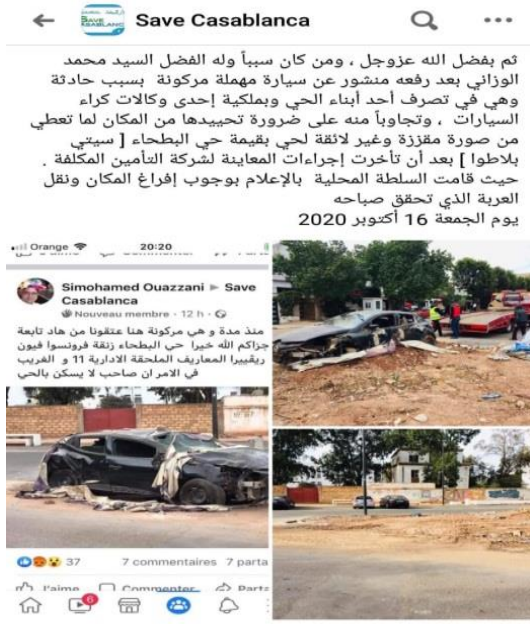 Save Casablanca
ثم بفضل الله عزوجل ، ومن كان سبباً وله الفضل السيد محمد
الوزاني بعد رفعه منشور عن سيارة مهملة مركونة بسبب حادثة
وهي في تصرف أحد أبناء الحي وبملكية إحدى وكالات كراء
السيارات ، وتجاوباً منه على ضرورة تحييدها من المكان لما تعطي
من صورة مقززة وغير لائقة لحي بقيمة حي البطحاء [ سيتي
بلاطوا ] بعد أن تأخرت إجراءات المعاينة لشركة التأمين المكلفة .
حيث قامت السلطة المحلية بالإعلام بوجوب إفراغ المكان ونقل
العربة الذي تحقق صباحه
يوم الجمعة 16 أكتوبر 2020
Orange 20:20
Simohamed Ouazzani ▸ Save
Casablanca
Nouveau membre · 12 h ·
منذ مدة و هي مركونة هنا عتقونا من هاد تابعة
جزاكم الله خيرا حي البطحاء زنقة فرونسوا فيون
ريفييرا المعاريف الملحقة الادارية 11 و الغريب
في الامر ان صاحب لا يسكن بالحي
37 7 commentaires 7 parta
J'aime Commenter Parta
6